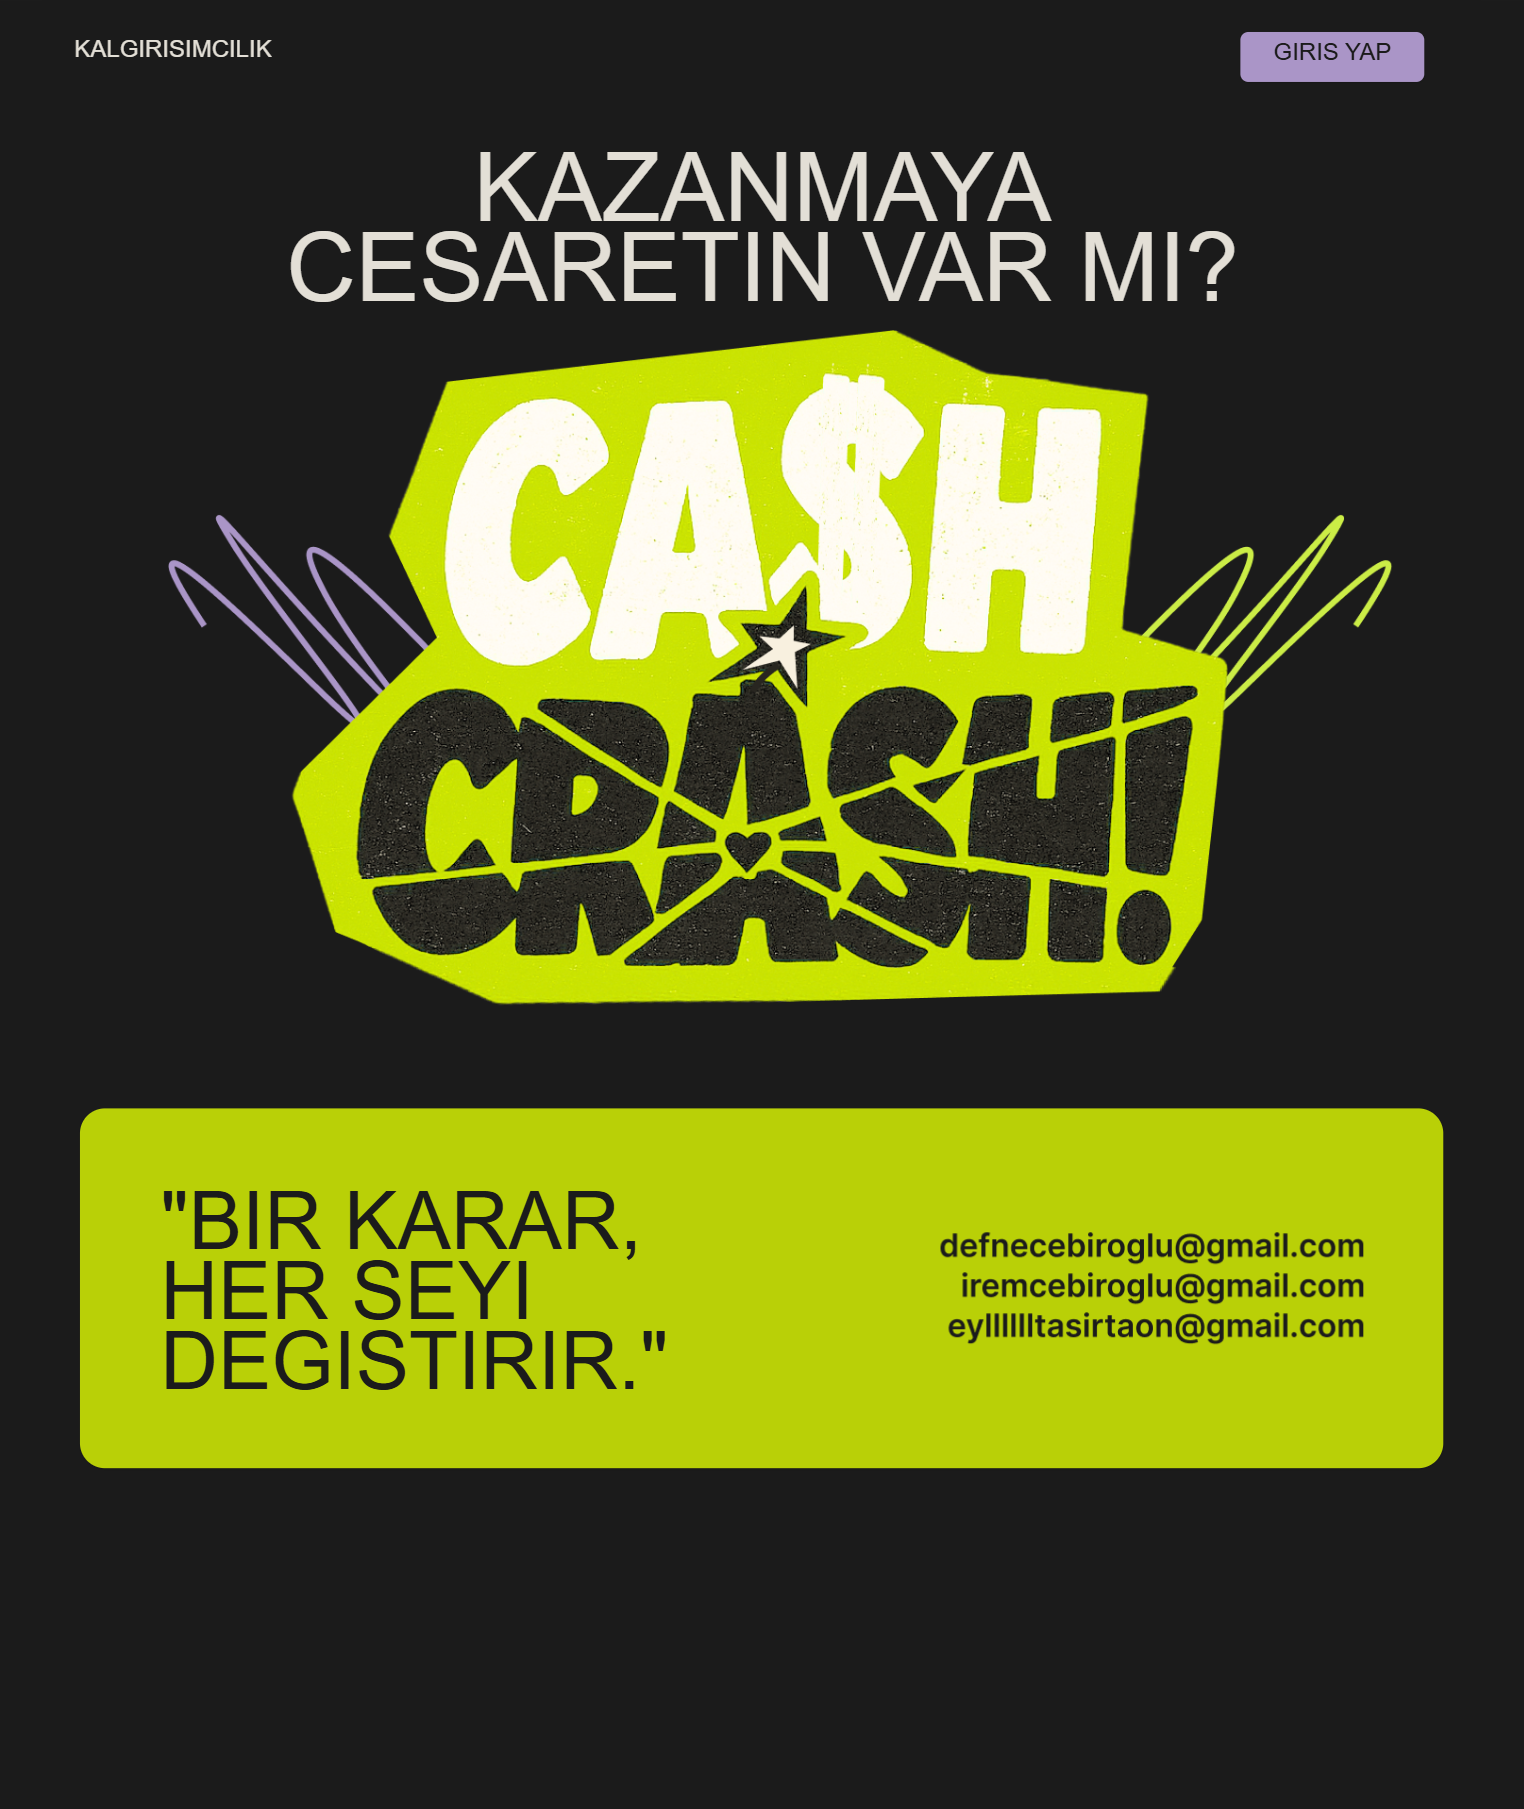 KALGIRISIMCILIK
GIRIS YAP
KAZANMAYA
CESARETIN VAR MI?
CA$H
CRASH!
"BIR KARAR,
HER SEYI
DEGISTIRIR."
defnecebiroglu@gmail.com
iremcebiroglu@gmail.com
eylllllltasirtaon@gmail.com